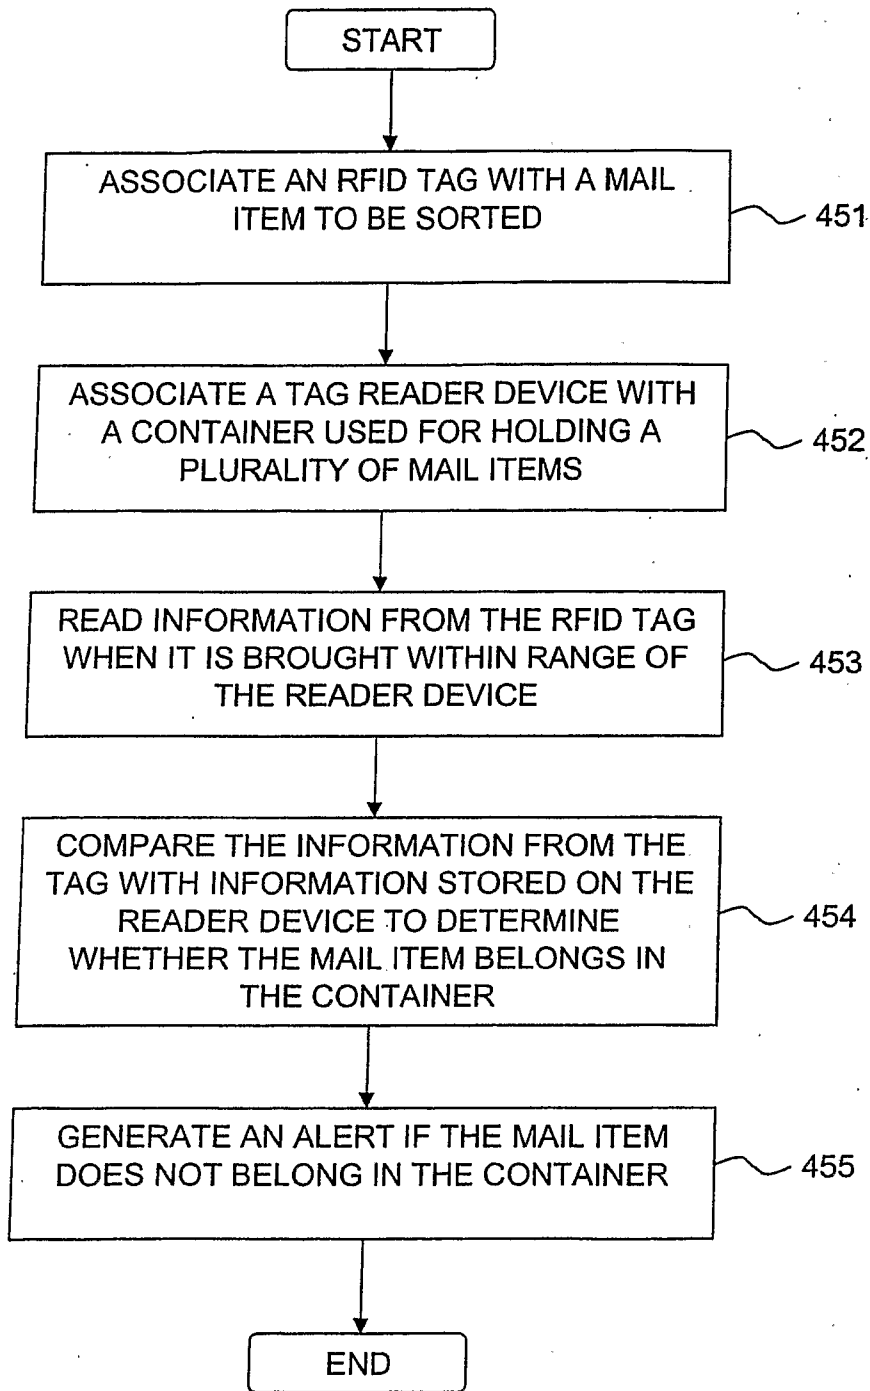 START
ASSOCIATE AN RFID TAG WITH A MAIL
ITEM TO BE SORTED
451
ASSOCIATE A TAG READER DEVICE WITH
A CONTAINER USED FOR HOLDING A
PLURALITY OF MAIL ITEMS
452
READ INFORMATION FROM THE RFID TAG
WHEN IT IS BROUGHT WITHIN RANGE OF
THE READER DEVICE
453
COMPARE THE INFORMATION FROM THE
TAG WITH INFORMATION STORED ON THE
READER DEVICE TO DETERMINE
WHETHER THE MAIL ITEM BELONGS IN
THE CONTAINER
454
GENERATE AN ALERT IF THE MAIL ITEM
DOES NOT BELONG IN THE CONTAINER
455
END